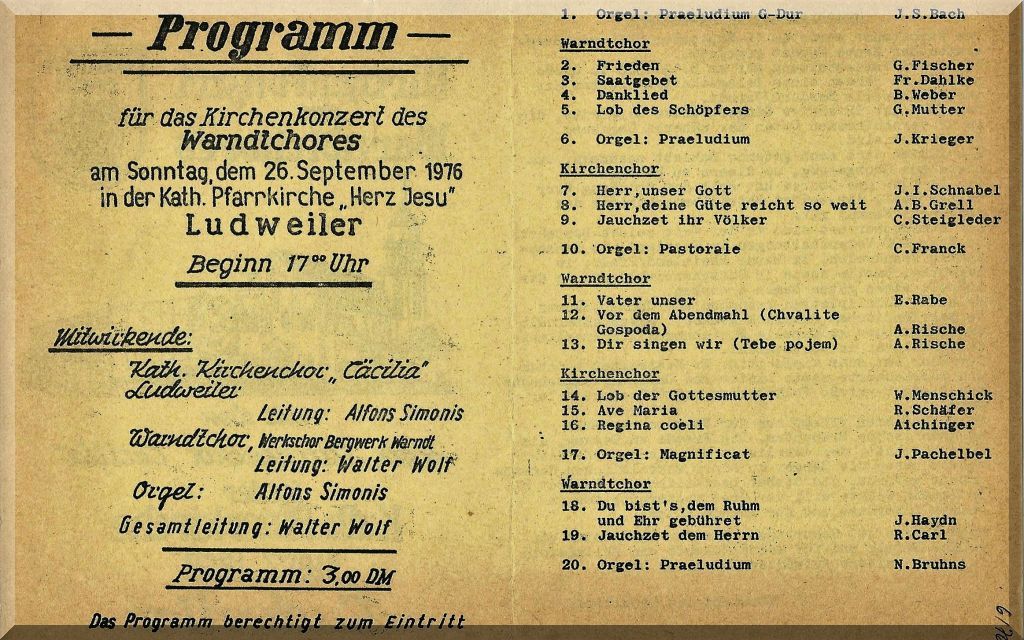 — Programm —
für das Kirchenkonzert des
Warndtchores
am Sonntag, dem 26. September 1976
in der Kath. Pfarrkirche „Herz Jesu"
Ludweiler
Beginn 17⁰⁰ Uhr
Mitwirkende:
Kath. Kirchenchor „Cäcilia"
Ludweiler
Leitung: Alfons Simonis
Warndtchor, Werkschor Bergwerk Warndt
Leitung: Walter Wolf
Orgel: Alfons Simonis
Gesamtleitung: Walter Wolf
Programm: 3,00 DM
Das Programm berechtigt zum Eintritt
1. Orgel: Praeludium G-Dur J.S.Bach
Warndtchor
2. Frieden G.Fischer
3. Saatgebet Fr.Dahlke
4. Danklied B.Weber
5. Lob des Schöpfers G.Mutter
6. Orgel: Praeludium J.Krieger
Kirchenchor
7. Herr,unser Gott J.I.Schnabel
8. Herr,deine Güte reicht so weit A.B.Grell
9. Jauchzet ihr Völker C.Steigleder
10. Orgel: Pastorale C.Franck
Warndtchor
11. Vater unser E.Rabe
12. Vor dem Abendmahl (Chvalite
Gospoda) A.Rische
13. Dir singen wir (Tebe pojem) A.Rische
Kirchenchor
14. Lob der Gottesmutter W.Menschick
15. Ave Maria R.Schäfer
16. Regina coeli Aichinger
17. Orgel: Magnificat J.Pachelbel
Warndtchor
18. Du bist's,dem Ruhm
und Ehr gebühret J.Haydn
19. Jauchzet dem Herrn R.Carl
20. Orgel: Praeludium N.Bruhns